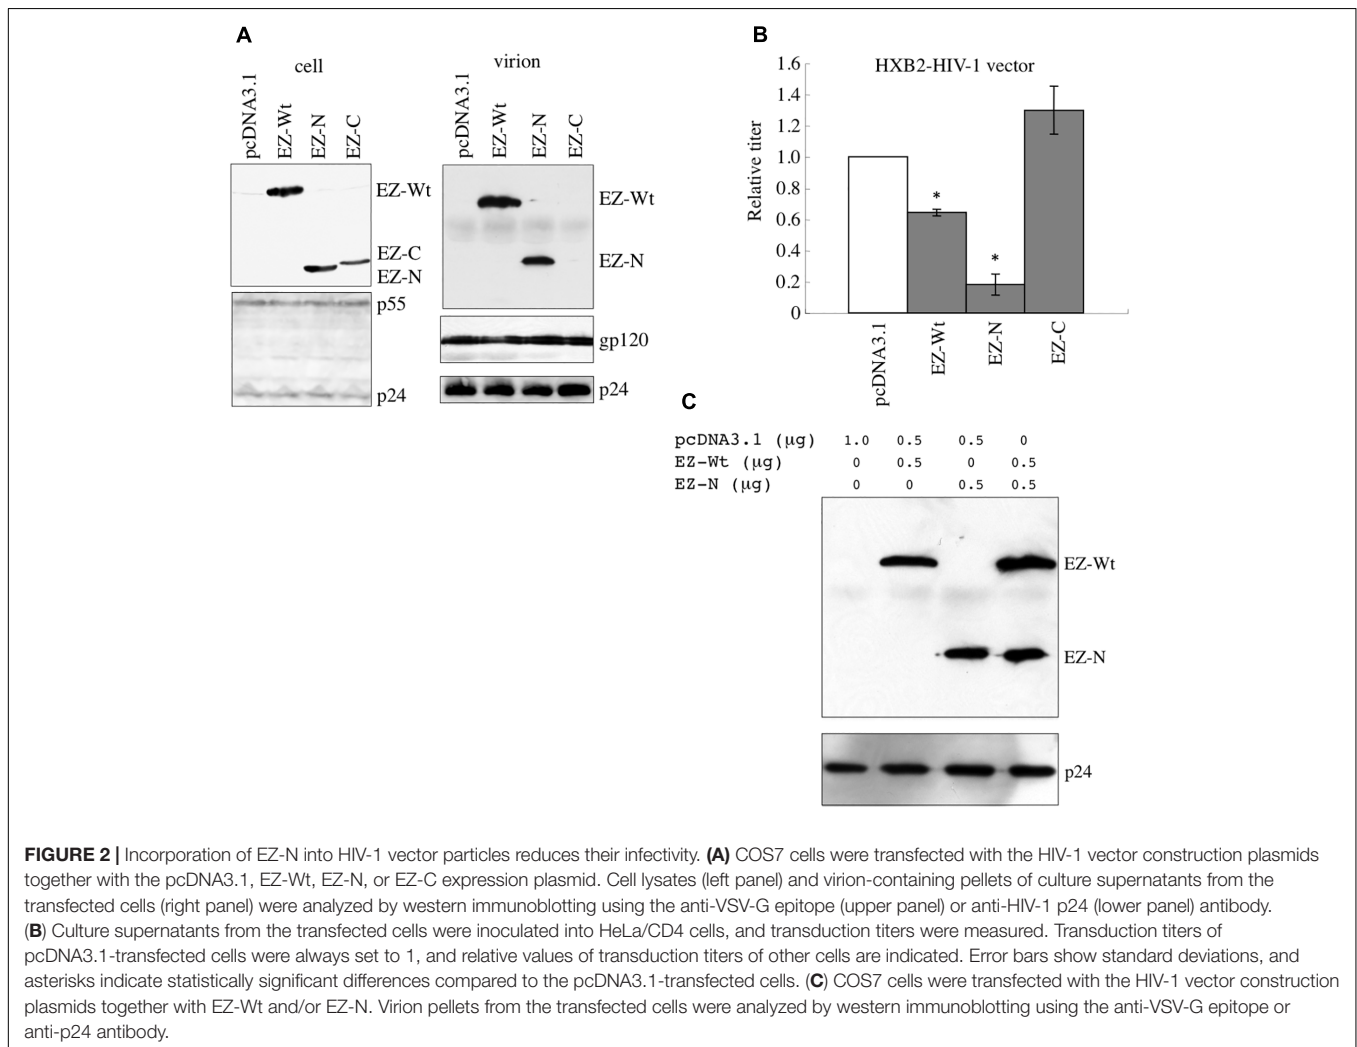 A
cell
pcDNA3.1
EZ-Wt
EZ-N
EZ-C
EZ-Wt
EZ-C
EZ-N
p55
p24
virion
pcDNA3.1
EZ-Wt
EZ-N
EZ-C
EZ-Wt
EZ-N
gp120
p24
B
HXB2-HIV-1 vector
Relative titer
1.6
1.4
1.2
1.0
0.8
0.6
0.4
0.2
0
*
*
pcDNA3.1
EZ-Wt
EZ-N
EZ-C
C
pcDNA3.1 (µg) 1.0 0.5 0.5 0
EZ-Wt (µg) 0 0.5 0 0.5
EZ-N (µg) 0 0 0.5 0.5
EZ-Wt
EZ-N
p24
FIGURE 2 | Incorporation of EZ-N into HIV-1 vector particles reduces their infectivity. (A) COS7 cells were transfected with the HIV-1 vector construction plasmids
together with the pcDNA3.1, EZ-Wt, EZ-N, or EZ-C expression plasmid. Cell lysates (left panel) and virion-containing pellets of culture supernatants from the
transfected cells (right panel) were analyzed by western immunoblotting using the anti-VSV-G epitope (upper panel) or anti-HIV-1 p24 (lower panel) antibody.
(B) Culture supernatants from the transfected cells were inoculated into HeLa/CD4 cells, and transduction titers were measured. Transduction titers of
pcDNA3.1-transfected cells were always set to 1, and relative values of transduction titers of other cells are indicated. Error bars show standard deviations, and
asterisks indicate statistically significant differences compared to the pcDNA3.1-transfected cells. (C) COS7 cells were transfected with the HIV-1 vector construction
plasmids together with EZ-Wt and/or EZ-N. Virion pellets from the transfected cells were analyzed by western immunoblotting using the anti-VSV-G epitope or
anti-p24 antibody.